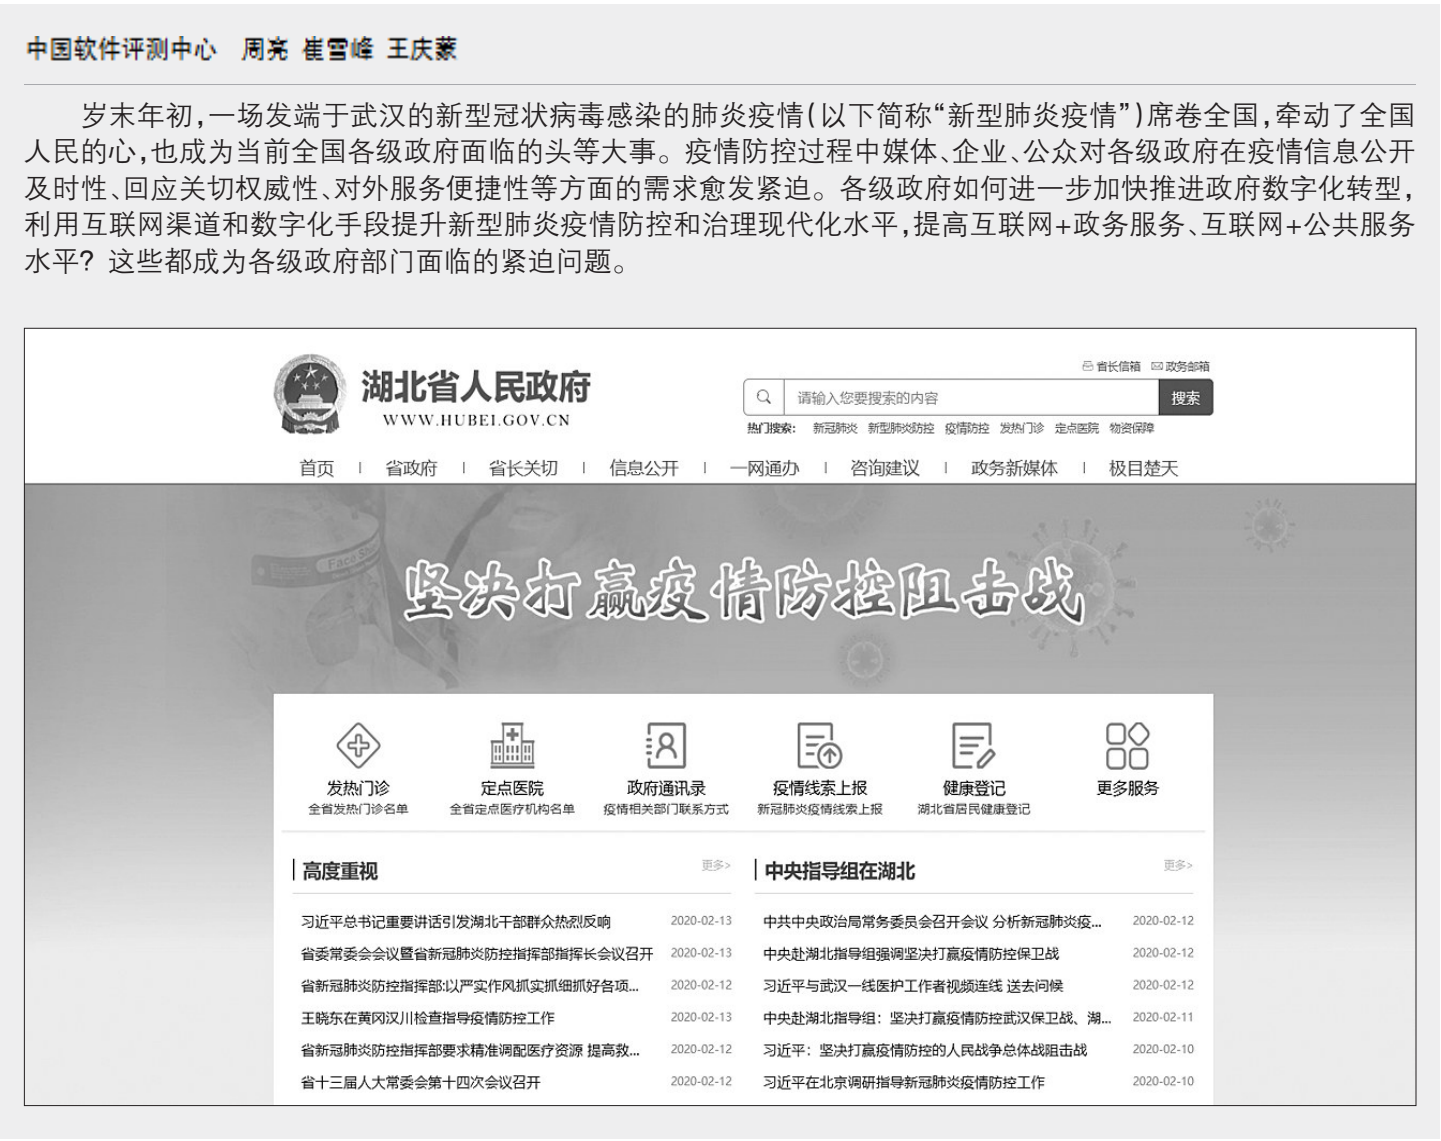 中国软件评测中心 周亮 崔雪峰 王庆蒙
岁末年初,一场发端于武汉的新型冠状病毒感染的肺炎疫情(以下简称“新型肺炎疫情”)席卷全国,牵动了全国
人民的心,也成为当前全国各级政府面临的头等大事。疫情防控过程中媒体、企业、公众对各级政府在疫情信息公开
及时性、回应关切权威性、对外服务便捷性等方面的需求愈发紧迫。各级政府如何进一步加快推进政府数字化转型,
利用互联网渠道和数字化手段提升新型肺炎疫情防控和治理现代化水平,提高互联网+政务服务、互联网+公共服务
水平? 这些都成为各级政府部门面临的紧迫问题。
省长信箱 政务邮箱
湖北省人民政府
WWW.HUBEI.GOV.CN
请输入您要搜索的内容 搜索
热门搜索: 新冠肺炎 新型肺炎防控 疫情防控 发热门诊 定点医院 物资保障
首页 | 省政府 | 省长关切 | 信息公开 | 一网通办 | 咨询建议 | 政务新媒体 | 极目楚天
Face Shield
坚决打赢疫情防控阻击战
发热门诊 定点医院 政府通讯录 疫情线索上报 健康登记 更多服务
全省发热门诊名单 全省定点医疗机构名单 疫情相关部门联系方式 新冠肺炎疫情线索上报 湖北省居民健康登记
高度重视 更多>
习近平总书记重要讲话引发湖北干部群众热烈反响 2020-02-13
省委常委会会议暨省新冠肺炎防控指挥部指挥长会议召开 2020-02-13
省新冠肺炎防控指挥部:以严实作风抓实抓细抓好各项... 2020-02-12
王晓东在黄冈汉川检查指导疫情防控工作 2020-02-13
省新冠肺炎防控指挥部要求精准调配医疗资源 提高救... 2020-02-12
省十三届人大常委会第十四次会议召开 2020-02-12
中央指导组在湖北 更多>
中共中央政治局常务委员会召开会议 分析新冠肺炎疫... 2020-02-12
中央赴湖北指导组强调坚决打赢疫情防控保卫战 2020-02-12
习近平与武汉一线医护工作者视频连线 送去问候 2020-02-12
中央赴湖北指导组：坚决打赢疫情防控武汉保卫战、湖... 2020-02-11
习近平：坚决打赢疫情防控的人民战争总体战阻击战 2020-02-10
习近平在北京调研指导新冠肺炎疫情防控工作 2020-02-10